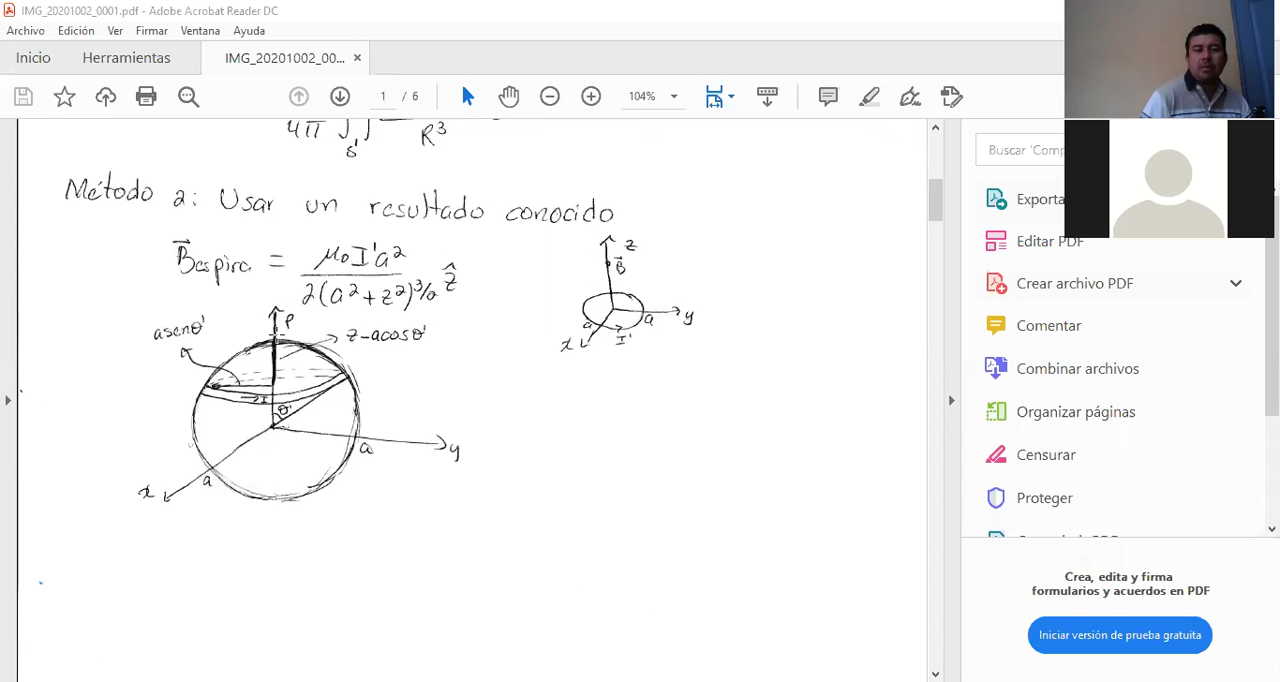 IMG_20201002_0001.pdf - Adobe Acrobat Reader DC
Archivo Edición Ver Firmar Ventana Ayuda
Inicio Herramientas IMG_20201002_00... ×
1 / 6 104%
4π ∫ ∫ R³
s'
Método 2: Usar un resultado conocido
B⃗espira = μ₀I'a² / 2(a²+z²)^3/2 ẑ
z
B⃗
a a y
x I'
P
asenθ' z-acosθ'
I
θ'
a y
x a
Buscar 'Comp
Exporta
Editar PDF
Crear archivo PDF
Comentar
Combinar archivos
Organizar páginas
Censurar
Proteger
Crea, edita y firma
formularios y acuerdos en PDF
Iniciar versión de prueba gratuita